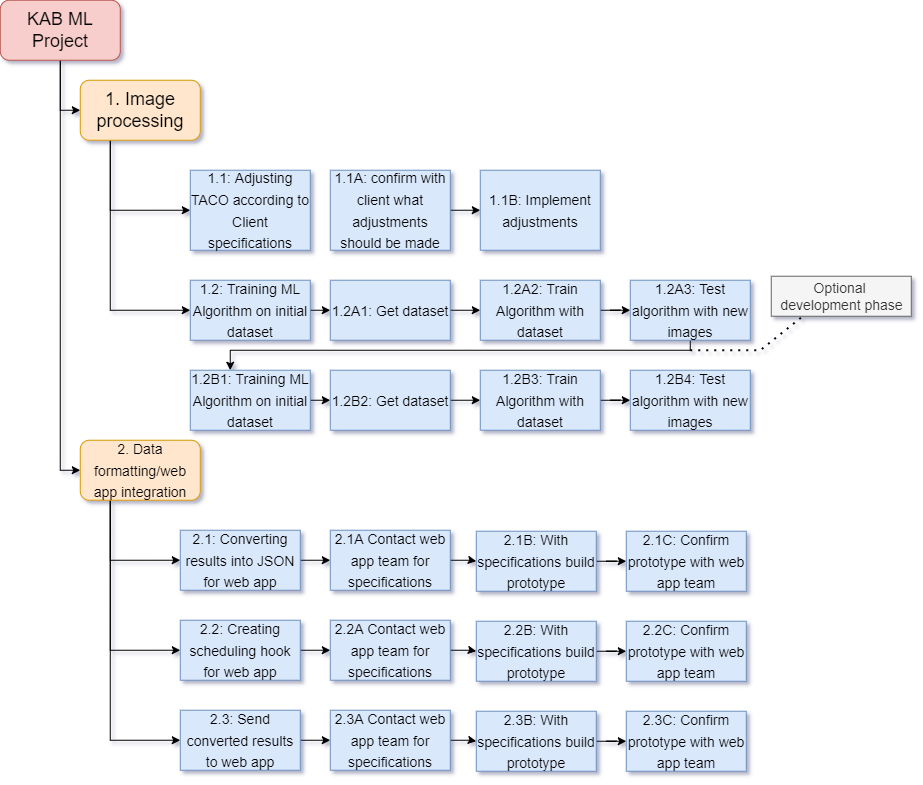 KAB ML
Project
1. Image
processing
1.1: Adjusting
TACO according to
Client
specifications
1.1A: confirm with
client what
adjustments
should be made
1.1B: Implement
adjustments
1.2: Training ML
Algorithm on initial
dataset
1.2A1: Get dataset
1.2A2: Train
Algorithm with
dataset
1.2A3: Test
algorithm with new
images
Optional
development phase
1.2B1: Training ML
Algorithm on initial
dataset
1.2B2: Get dataset
1.2B3: Train
Algorithm with
dataset
1.2B4: Test
algorithm with new
images
2. Data
formatting/web
app integration
2.1: Converting
results into JSON
for web app
2.1A Contact web
app team for
specifications
2.1B: With
specifications build
prototype
2.1C: Confirm
prototype with web
app team
2.2: Creating
scheduling hook
for web app
2.2A Contact web
app team for
specifications
2.2B: With
specifications build
prototype
2.2C: Confirm
prototype with web
app team
2.3: Send
converted results
to web app
2.3A Contact web
app team for
specifications
2.3B: With
specifications build
prototype
2.3C: Confirm
prototype with web
app team